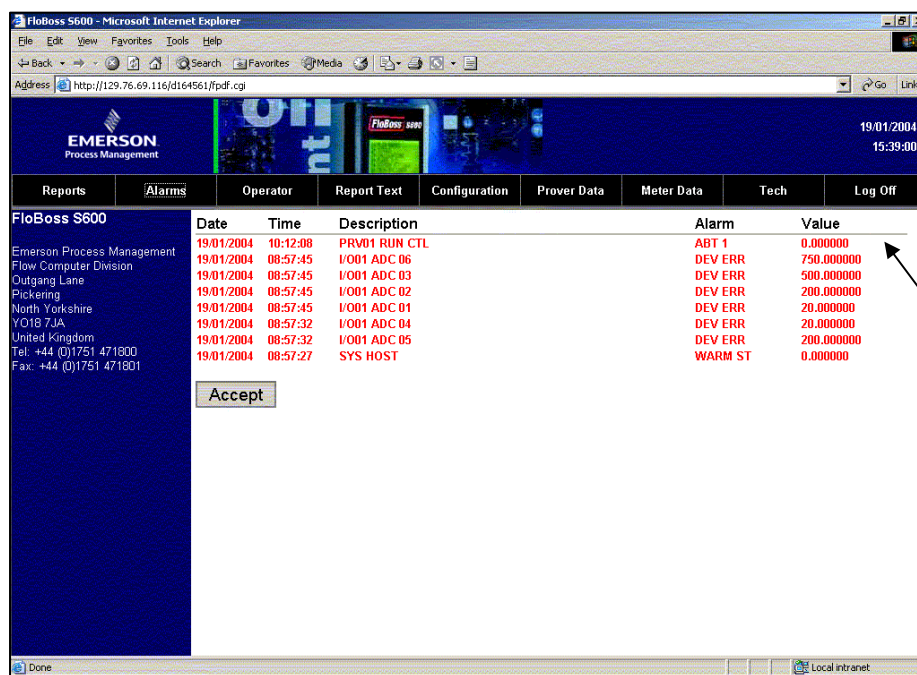 FloBoss S600 - Microsoft Internet Explorer
File Edit View Favorites Tools Help
Back Search Favorites Media
Address http://129.76.69.116/d164561/fpdf.cgi Go Link
EMERSON
Process Management
FloBoss S600
19/01/2004
15:39:00
Reports Alarms Operator Report Text Configuration Prover Data Meter Data Tech Log Off
FloBoss S600
Emerson Process Management
Flow Computer Division
Outgang Lane
Pickering
North Yorkshire
YO18 7JA
United Kingdom
Tel: +44 (0)1751 471800
Fax: +44 (0)1751 471801
Date Time Description Alarm Value
19/01/2004 10:12:08 PRV01 RUN CTL ABT 1 0.000000
19/01/2004 08:57:45 I/O01 ADC 06 DEV ERR 750.000000
19/01/2004 08:57:45 I/O01 ADC 03 DEV ERR 500.000000
19/01/2004 08:57:45 I/O01 ADC 02 DEV ERR 200.000000
19/01/2004 08:57:45 I/O01 ADC 01 DEV ERR 20.000000
19/01/2004 08:57:32 I/O01 ADC 04 DEV ERR 20.000000
19/01/2004 08:57:32 I/O01 ADC 05 DEV ERR 200.000000
19/01/2004 08:57:27 SYS HOST WARM ST 0.000000
Accept
Done Local intranet